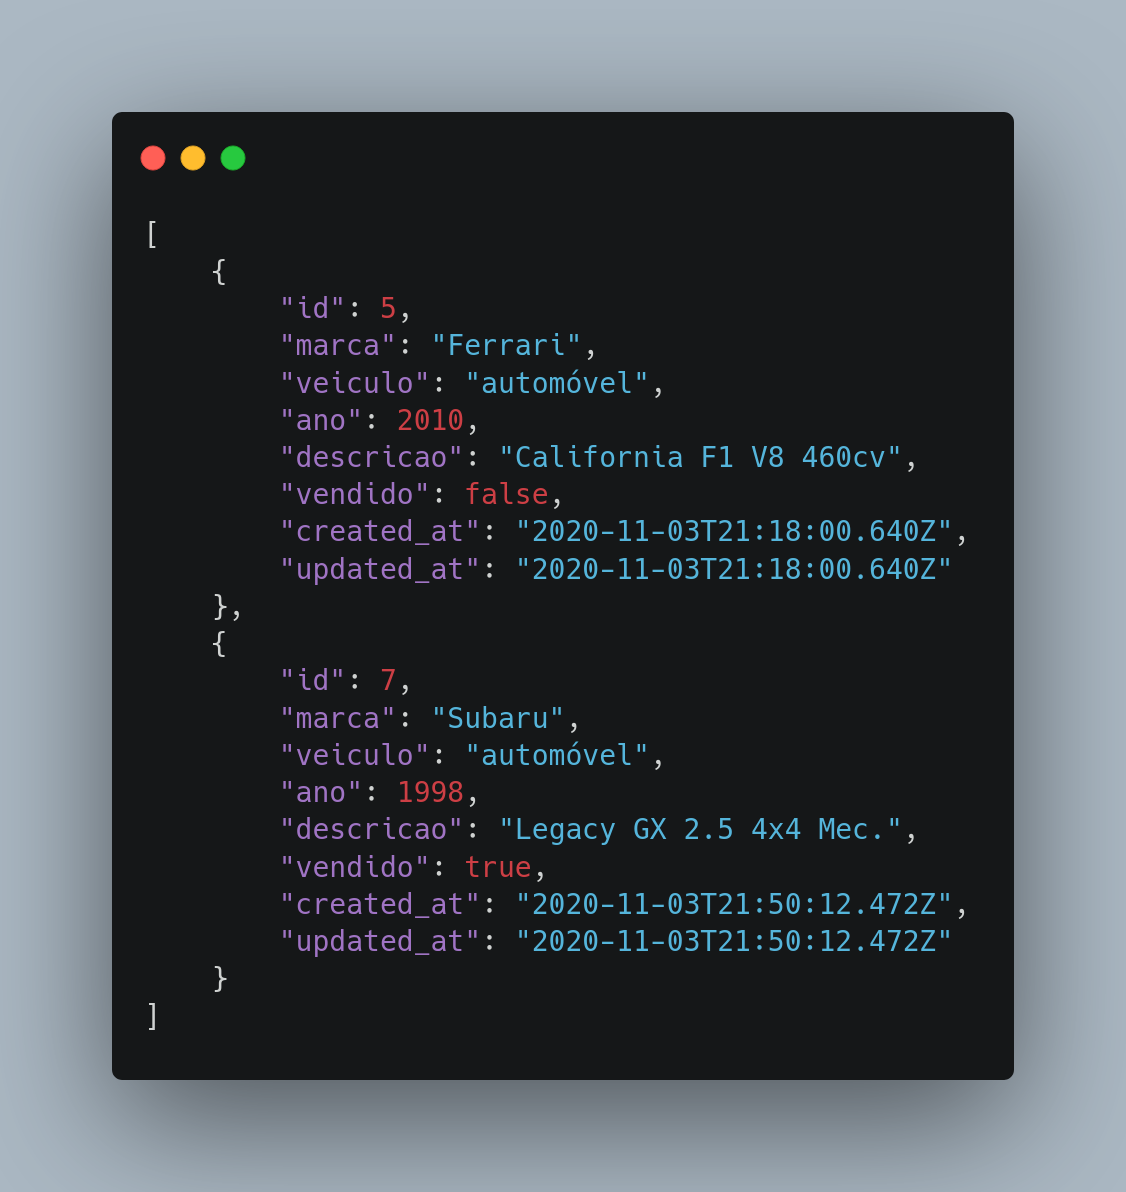 [
    {
        "id": 5,
        "marca": "Ferrari",
        "veiculo": "automóvel",
        "ano": 2010,
        "descricao": "California F1 V8 460cv",
        "vendido": false,
        "created_at": "2020-11-03T21:18:00.640Z",
        "updated_at": "2020-11-03T21:18:00.640Z"
    },
    {
        "id": 7,
        "marca": "Subaru",
        "veiculo": "automóvel",
        "ano": 1998,
        "descricao": "Legacy GX 2.5 4x4 Mec.",
        "vendido": true,
        "created_at": "2020-11-03T21:50:12.472Z",
        "updated_at": "2020-11-03T21:50:12.472Z"
    }
]